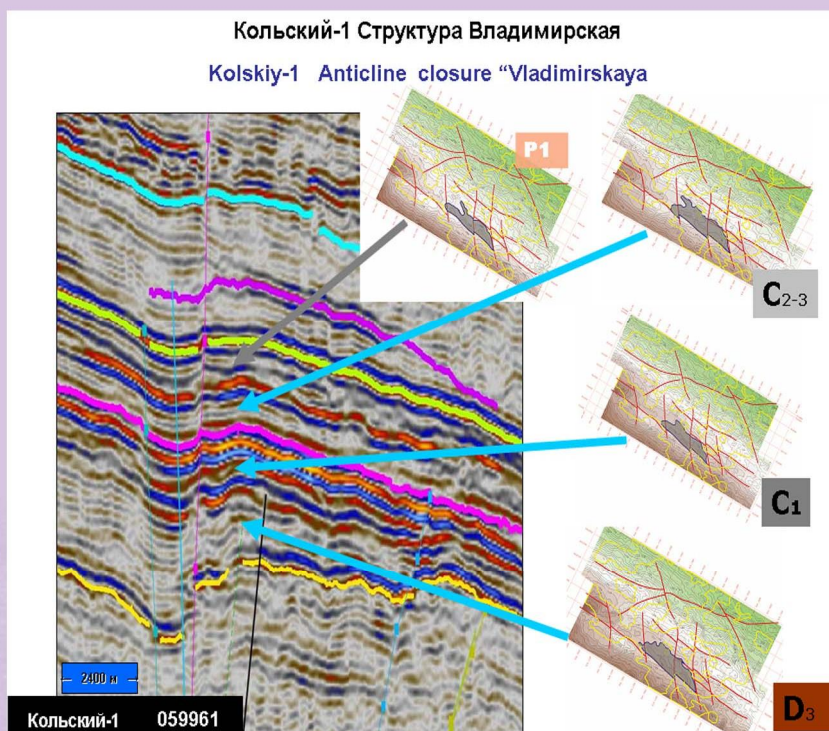 Кольский-1 Структура Владимирская
Kolskiy-1 Anticline closure “Vladimirskaya
P1
C2-3
C1
D3
2400 м
Кольский-1 059961